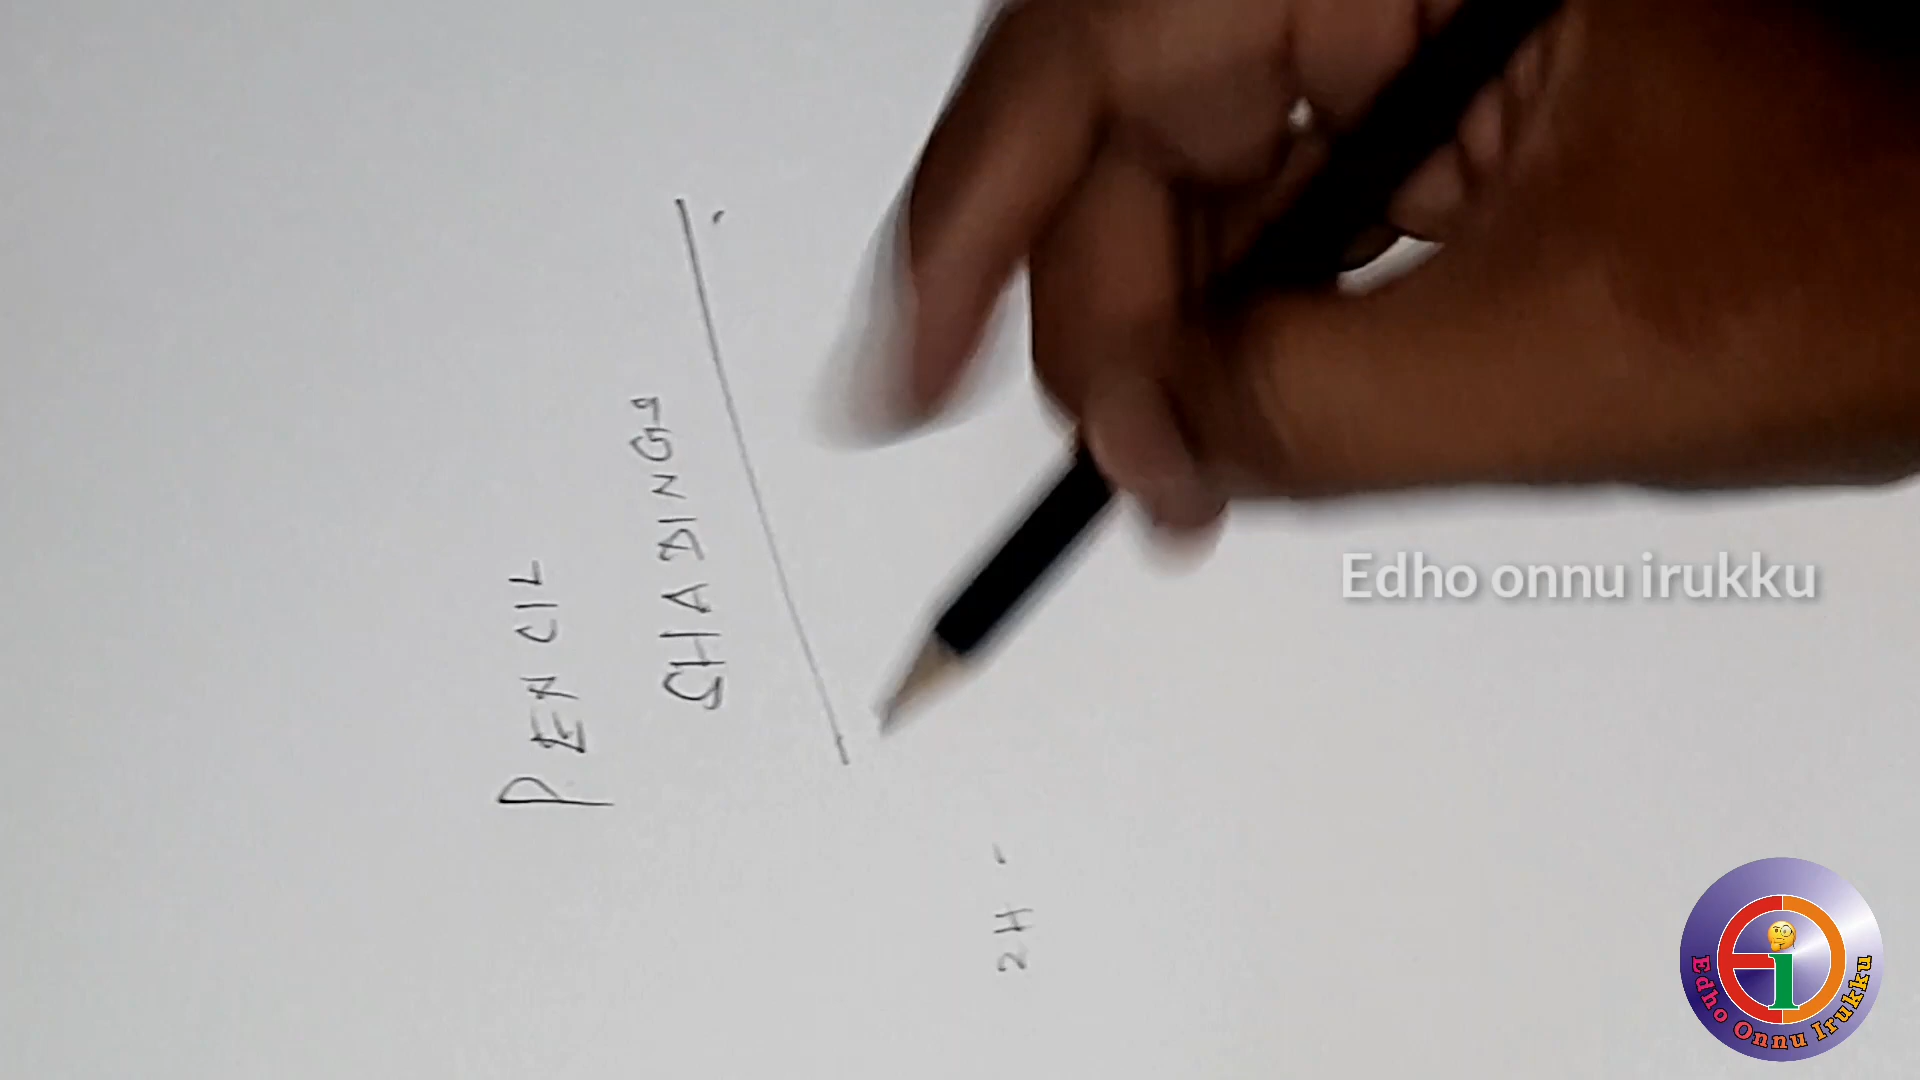 PENCIL
SHADING
2H -
Edho onnu irukku
Edho Onnu Irukku